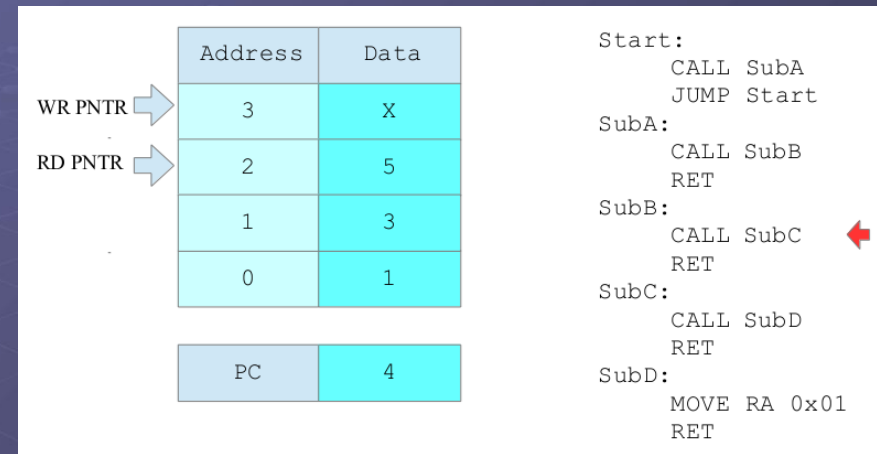 Address Data
WR PNTR 3 X
RD PNTR 2 5
1 3
0 1
PC 4
Start:
CALL SubA
JUMP Start
SubA:
CALL SubB
RET
SubB:
CALL SubC
RET
SubC:
CALL SubD
RET
SubD:
MOVE RA 0x01
RET